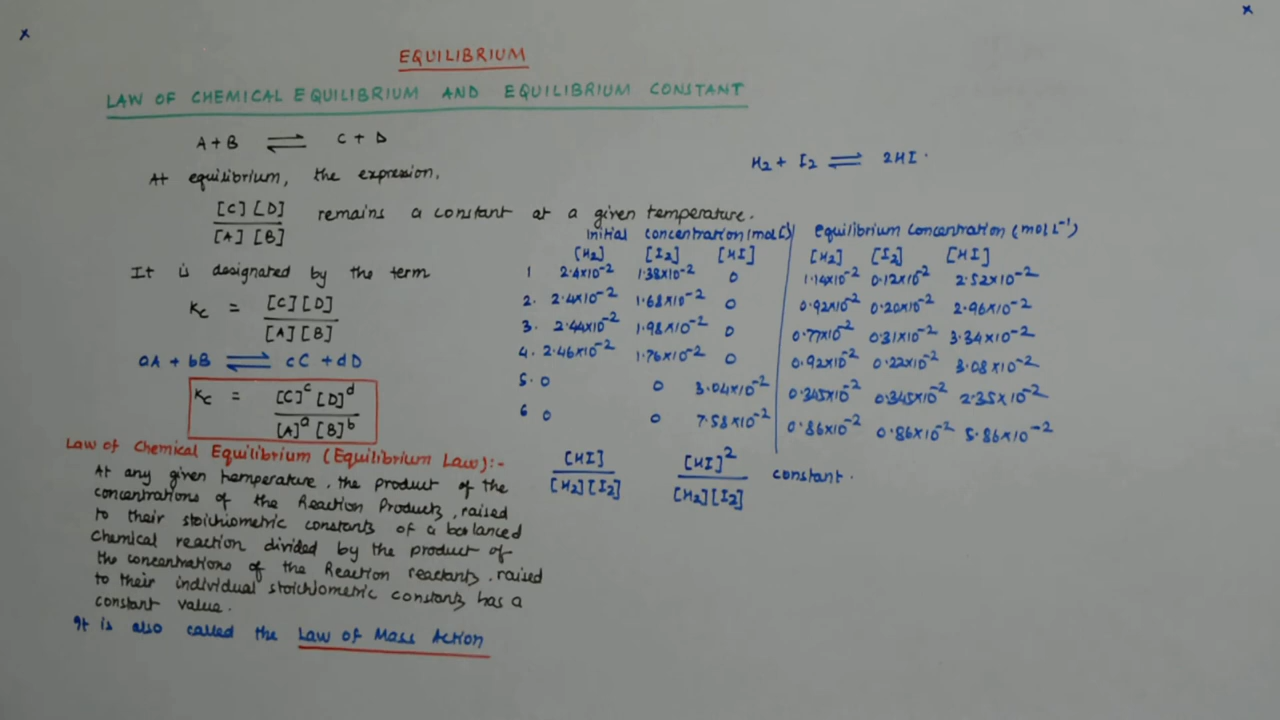 EQUILIBRIUM
LAW OF CHEMICAL EQUILIBRIUM AND EQUILIBRIUM CONSTANT
A + B ⇌ C + D
At equilibrium, the expression,
[C] [D]
[A] [B]
remains a constant at a given temperature.
It is designated by the term
Kc = [C] [D]
[A] [B]
aA + bB ⇌ cC + dD
Kc = [C]^c [D]^d
[A]^a [B]^b
Law of Chemical Equilibrium (Equilibrium Law):-
At any given temperature, the product of the
concentrations of the Reaction Products, raised
to their stoichiometric constants of a balanced
chemical reaction divided by the product of
the concentrations of the Reaction reactants, raised
to their individual stoichiometric constants has a
constant value.
It is also called the Law of Mass Action
H₂ + I₂ ⇌ 2HI.
Initial concentration (mol L⁻¹) equilibrium concentration (mol L⁻¹)
[H₂] [I₂] [HI] [H₂] [I₂] [HI]
1 2.4×10⁻² 1.38×10⁻² 0 1.14×10⁻² 0.12×10⁻² 2.52×10⁻²
2. 2.4×10⁻² 1.68×10⁻² 0 0.92×10⁻² 0.20×10⁻² 2.96×10⁻²
3. 2.44×10⁻² 1.98×10⁻² 0 0.77×10⁻² 0.31×10⁻² 3.34×10⁻²
4. 2.46×10⁻² 1.76×10⁻² 0 0.92×10⁻² 0.22×10⁻² 3.08×10⁻²
5. 0 0 3.04×10⁻² 0.345×10⁻² 0.345×10⁻² 2.35×10⁻²
6 0 0 7.58×10⁻² 0.86×10⁻² 0.86×10⁻² 5.86×10⁻²
[HI] [HI]² constant.
[H₂][I₂] [H₂][I₂]